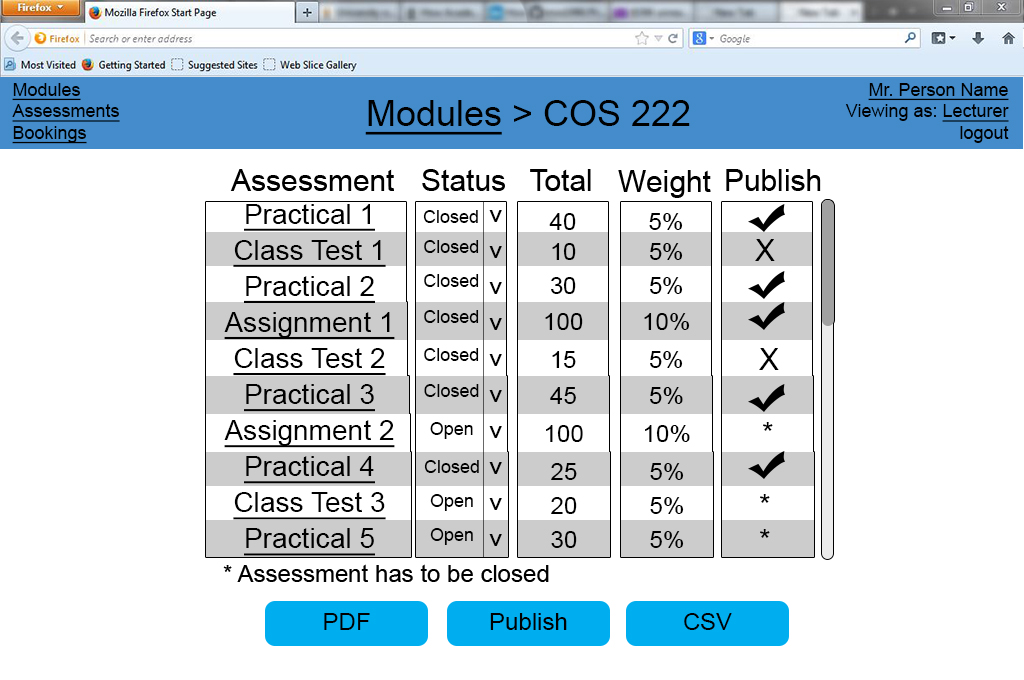 Firefox
Mozilla Firefox Start Page
New Tab
New Tab
Firefox Search or enter address
Google
Most Visited Getting Started Suggested Sites Web Slice Gallery
Modules
Assessments
Bookings
Modules > COS 222
Mr. Person Name
Viewing as: Lecturer
logout
Assessment Status Total Weight Publish
Practical 1 Closed v 40 5% ✓
Class Test 1 Closed v 10 5% X
Practical 2 Closed v 30 5% ✓
Assignment 1 Closed v 100 10% ✓
Class Test 2 Closed v 15 5% X
Practical 3 Closed v 45 5% ✓
Assignment 2 Open v 100 10% *
Practical 4 Closed v 25 5% ✓
Class Test 3 Open v 20 5% *
Practical 5 Open v 30 5% *
* Assessment has to be closed
PDF Publish CSV